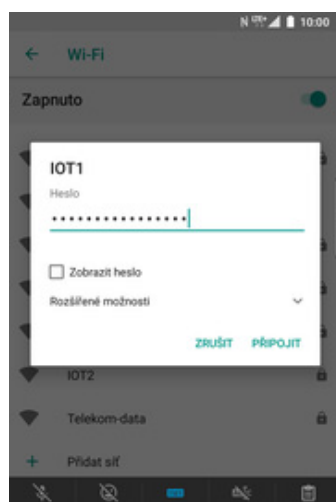 10:00
Wi-Fi
Zapnuto
IOT1
Heslo
••••••••••••••••
Zobrazit heslo
Rozšířené možnosti
ZRUŠIT PŘIPOJIT
IOT2
Telekom-data
Přidat síť